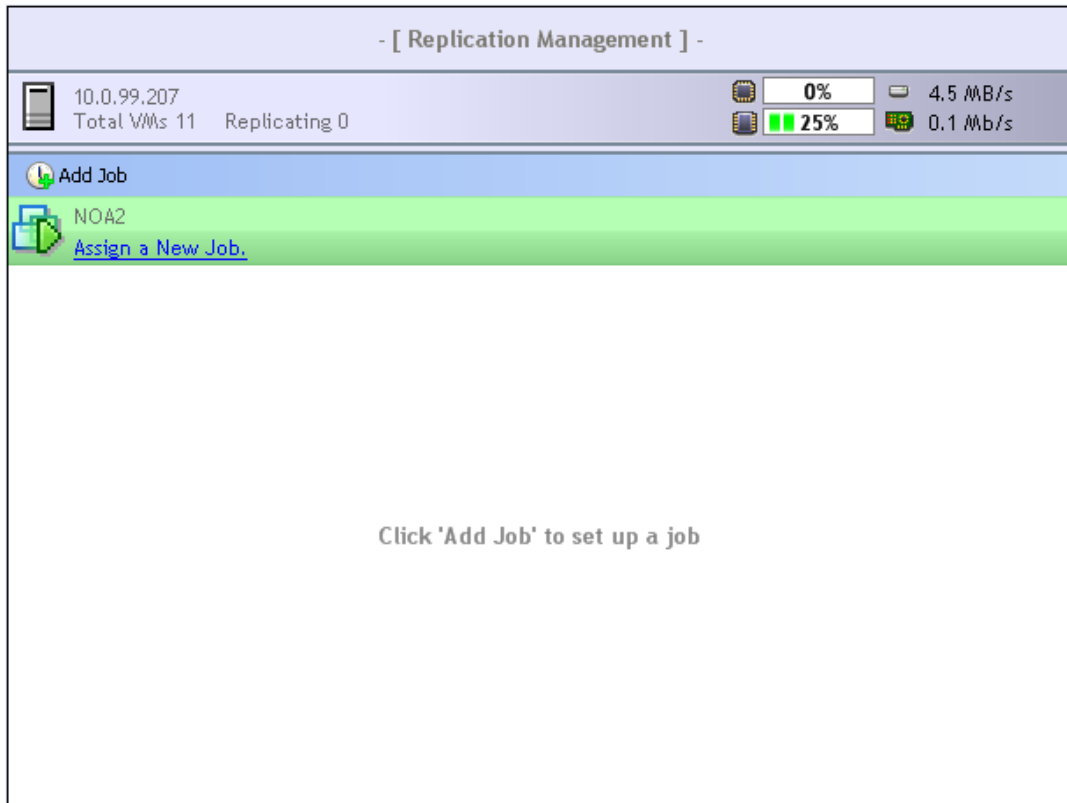 - [ Replication Management ] -
10.0.99.207
0%
4.5 MB/s
Total VMs 11 Replicating 0
25%
0.1 Mb/s
Add Job
NOA2
Assign a New Job.
Click 'Add Job' to set up a job